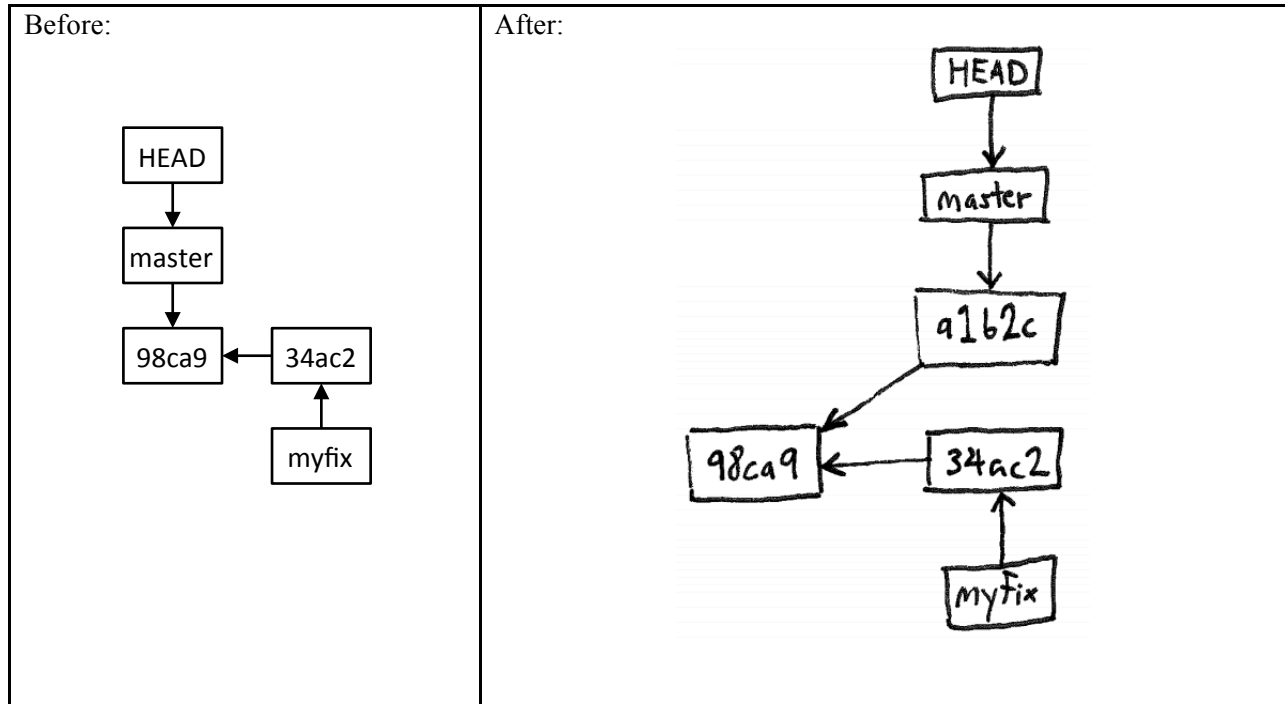 Before:
HEAD
master
98ca9
34ac2
myfix
After:
HEAD
master
a1b2c
98ca9
34ac2
myfix